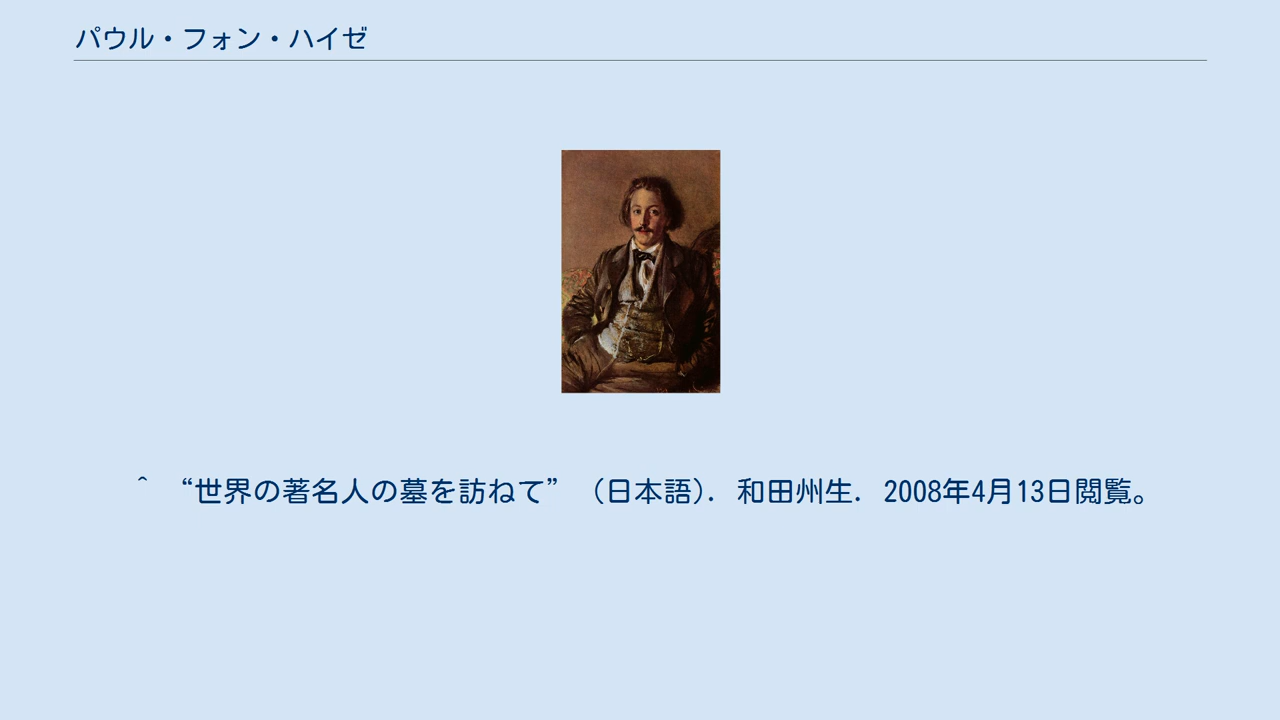 パウル・フォン・ハイゼ
^ “世界の著名人の墓を訪ねて” （日本語）. 和田州生. 2008年4月13日閲覧。